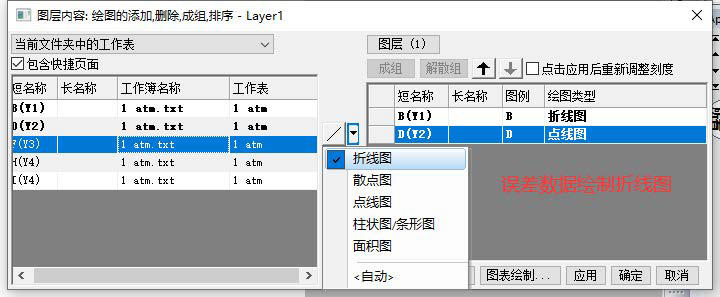 图层内容: 绘图的添加,删除,成组,排序 - Layer1
当前文件夹中的工作表
图层 (1)
包含快捷页面
成组
解散组
点击应用后重新调整刻度
短名称 长名称 工作簿名称 工作表
B(Y1) 1 atm.txt 1 atm
D(Y2) 1 atm.txt 1 atm
F(Y3) 1 atm.txt 1 atm
H(Y4) 1 atm.txt 1 atm
I(Y4) 1 atm.txt 1 atm
短名称 长名称 图例 绘图类型
B(Y1) B 折线图
D(Y2) D 点线图
折线图
散点图
点线图
柱状图/条形图
面积图
<自动>
误差数据绘制折线图
图表绘制...
应用
确定
取消